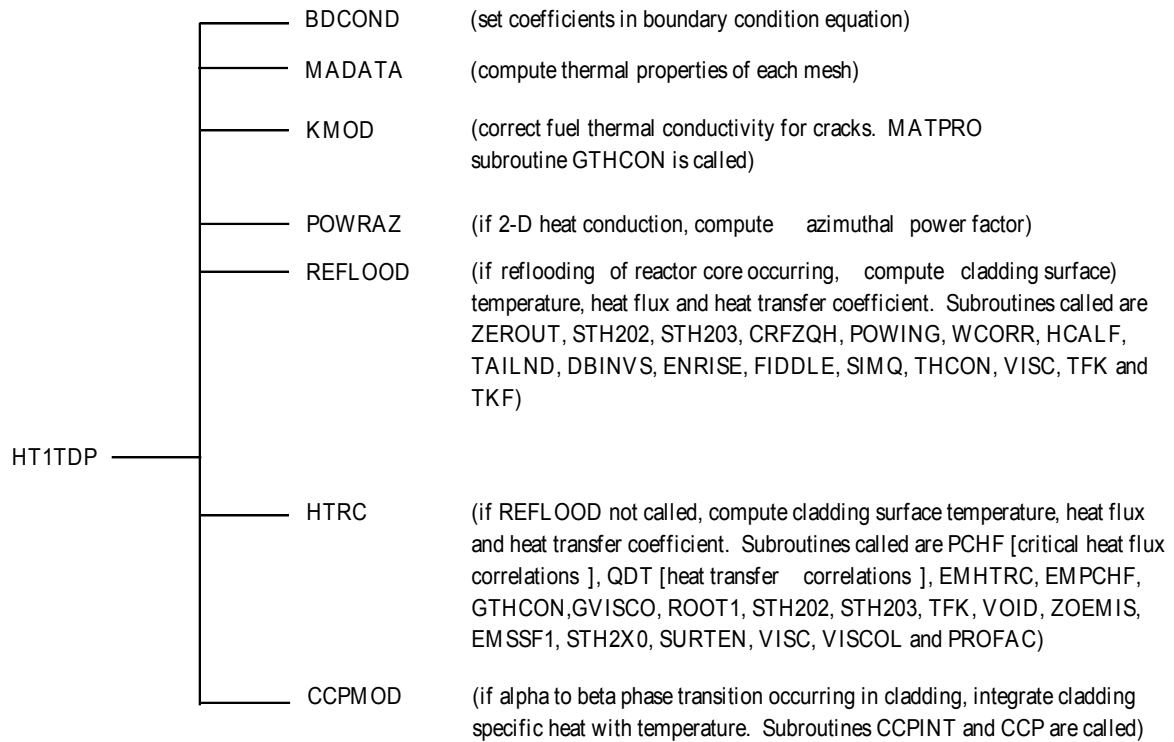 BDCOND (set coefficients in boundary condition equation)
MADATA (compute thermal properties of each mesh)
KMOD (correct fuel thermal conductivity for cracks. MATPRO
subroutine GTHCON is called)
POWRAZ (if 2-D heat conduction, compute azimuthal power factor)
REFLOOD (if reflooding of reactor core occurring, compute cladding surface)
temperature, heat flux and heat transfer coefficient. Subroutines called are
ZEROUT, STH202, STH203, CRFZQH, POWING, WCORR, HCALF,
TAILND, DBINVS, ENRISE, FIDDLE, SIMQ, THCON, VISC, TFK and
TKF)
HT1TDP
HTRC (if REFLOOD not called, compute cladding surface temperature, heat flux
and heat transfer coefficient. Subroutines called are PCHF [critical heat flux
correlations ], QDT [heat transfer correlations ], EMHTRC, EMPCHF,
GTHCON,GVISCO, ROOT1, STH202, STH203, TFK, VOID, ZOEMIS,
EMSSF1, STH2X0, SURTEN, VISC, VISCOL and PROFAC)
CCPMOD (if alpha to beta phase transition occurring in cladding, integrate cladding
specific heat with temperature. Subroutines CCPINT and CCP are called)